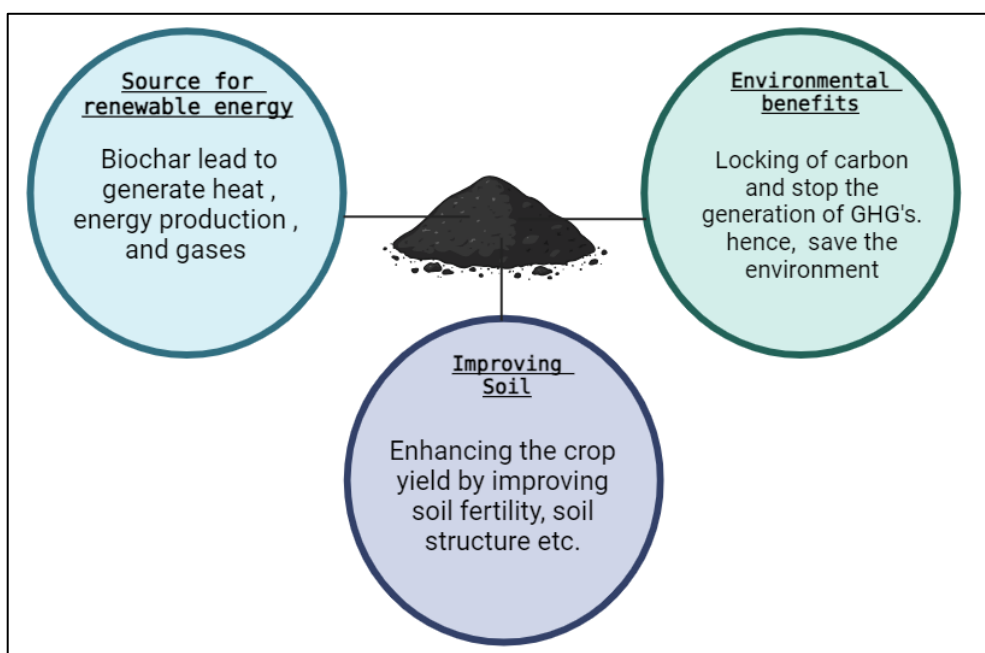 Source for
renewable energy
Biochar lead to
generate heat ,
energy production ,
and gases
Environmental
benefits
Locking of carbon
and stop the
generation of GHG's.
hence, save the
environment
Improving
Soil
Enhancing the crop
yield by improving
soil fertility, soil
structure etc.